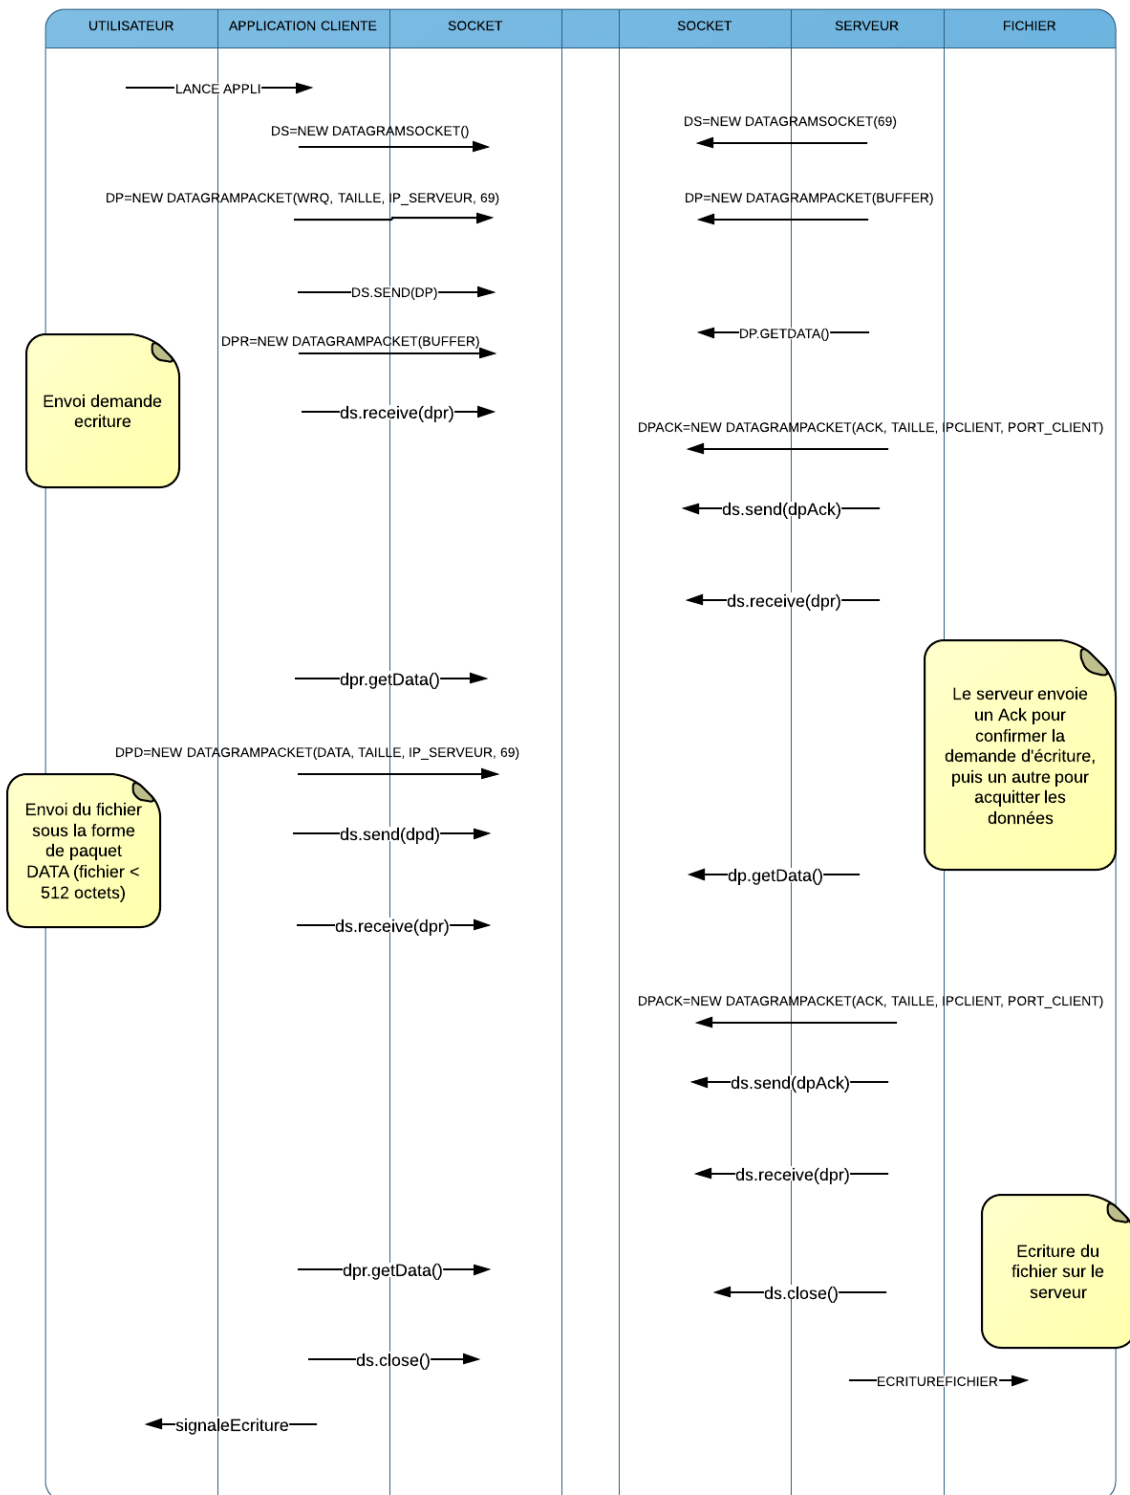 UTILISATEUR
APPLICATION CLIENTE
SOCKET
SOCKET
SERVEUR
FICHIER
LANCE APPLI
DS=NEW DATAGRAMSOCKET()
DS=NEW DATAGRAMSOCKET(69)
DP=NEW DATAGRAMPACKET(WRQ, TAILLE, IP_SERVEUR, 69)
DP=NEW DATAGRAMPACKET(BUFFER)
DS.SEND(DP)
DP.GETDATA()
DPR=NEW DATAGRAMPACKET(BUFFER)
Envoi demande
ecriture
ds.receive(dpr)
DPACK=NEW DATAGRAMPACKET(ACK, TAILLE, IPCLIENT, PORT_CLIENT)
ds.send(dpAck)
ds.receive(dpr)
dpr.getData()
Le serveur envoie
un Ack pour
confirmer la
demande d'écriture,
puis un autre pour
acquitter les
données
DPD=NEW DATAGRAMPACKET(DATA, TAILLE, IP_SERVEUR, 69)
Envoi du fichier
sous la forme
de paquet
DATA (fichier <
512 octets)
ds.send(dpd)
dp.getData()
ds.receive(dpr)
DPACK=NEW DATAGRAMPACKET(ACK, TAILLE, IPCLIENT, PORT_CLIENT)
ds.send(dpAck)
ds.receive(dpr)
Ecriture du
fichier sur le
serveur
dpr.getData()
ds.close()
ds.close()
ECRITUREFICHIER
signaleEcriture